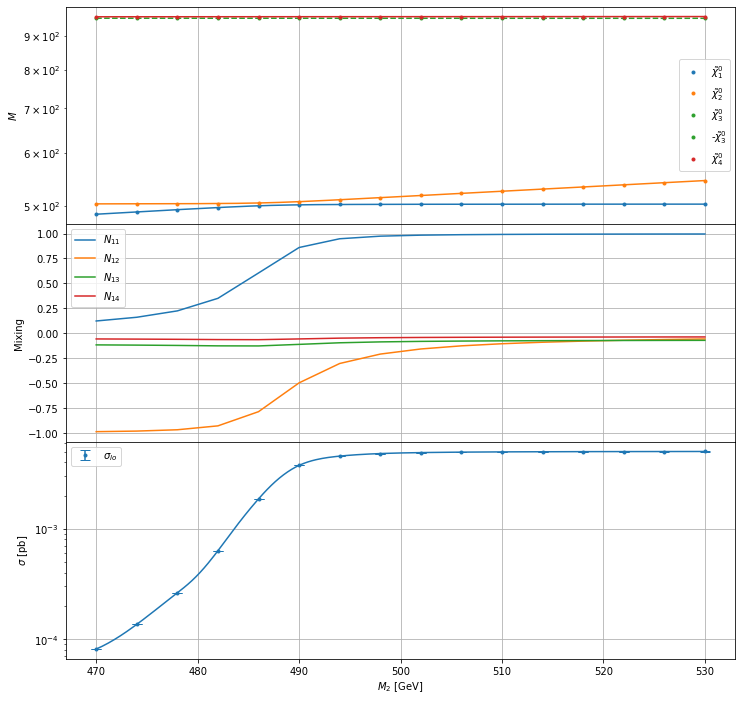 9 × 10²
8 × 10²
7 × 10²
6 × 10²
5 × 10²
M
χ̃⁰₁
χ̃⁰₂
χ̃⁰₃
-χ̃⁰₃
χ̃⁰₄
1.00
0.75
0.50
0.25
0.00
−0.25
−0.50
−0.75
−1.00
Mixing
N₁₁
N₁₂
N₁₃
N₁₄
10⁻³
10⁻⁴
σ [pb]
σₗₒ
470 480 490 500 510 520 530
M₂ [GeV]